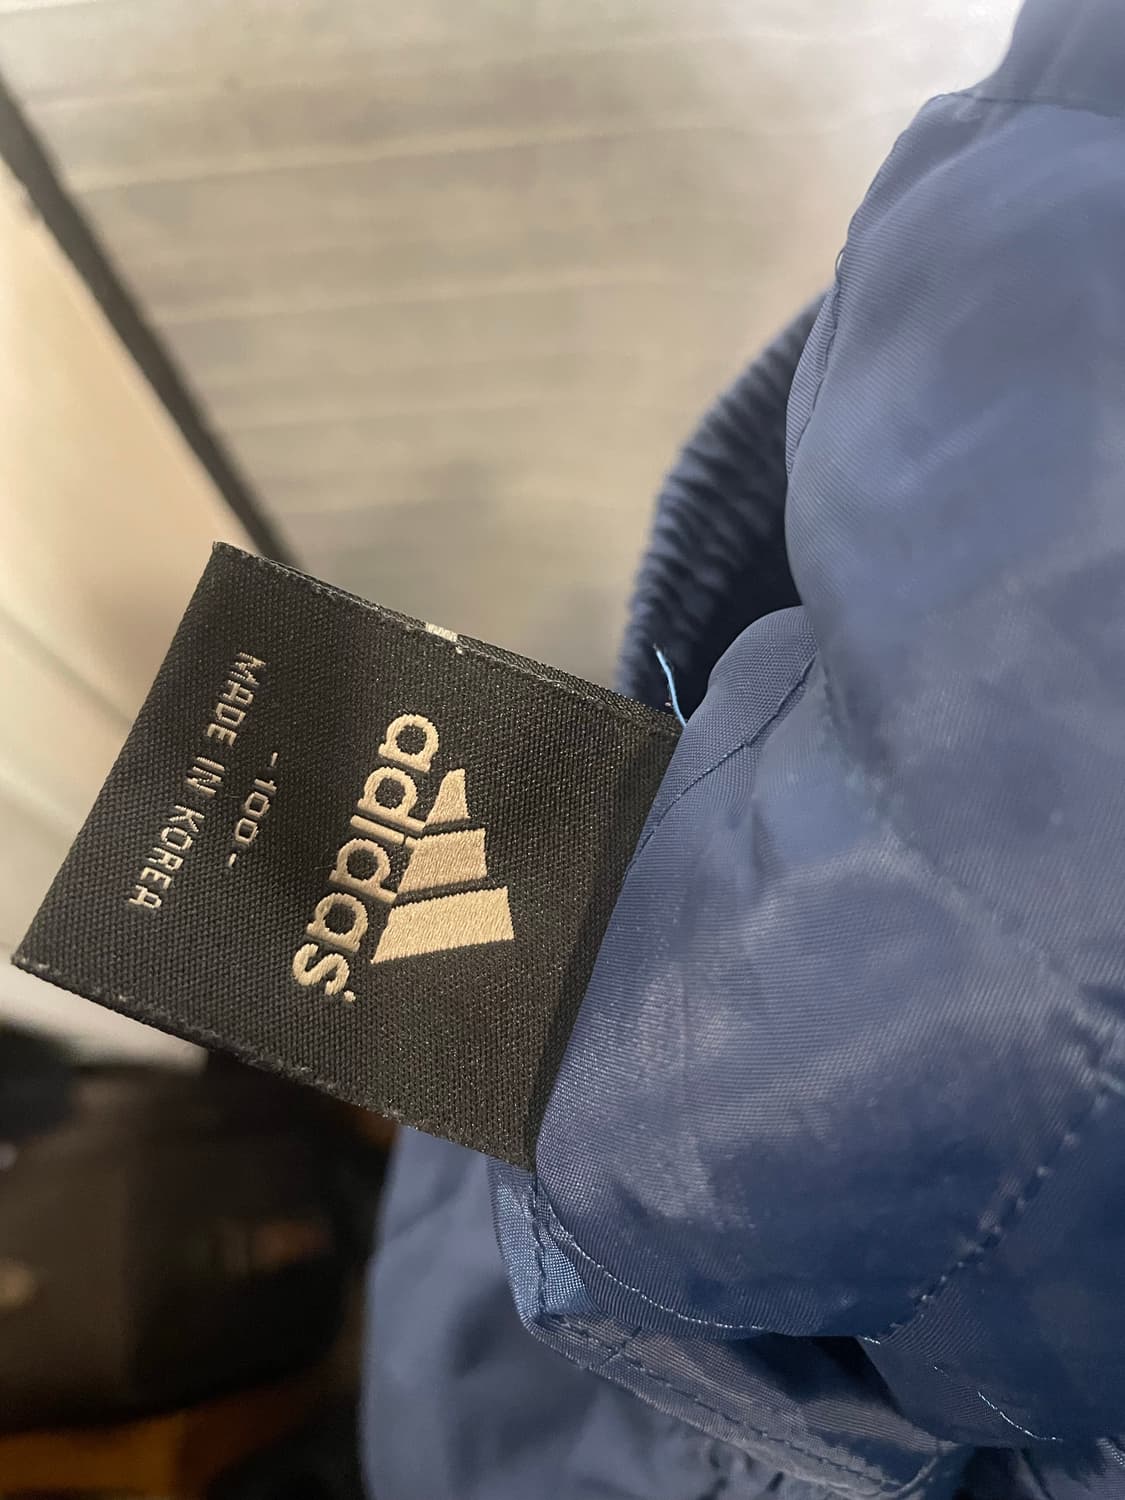 adidas
-100-
MADE IN KOREA